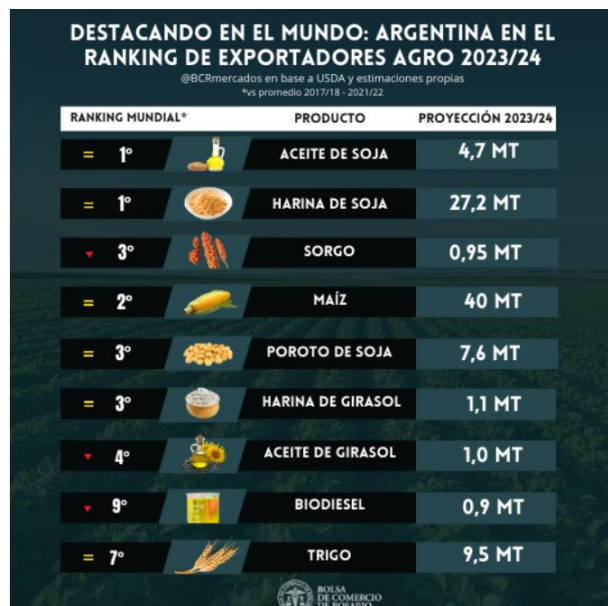 DESTACANDO EN EL MUNDO: ARGENTINA EN EL
RANKING DE EXPORTADORES AGRO 2023/24
@BCRmercados en base a USDA y estimaciones propias
*vs promedio 2017/18 - 2021/22
RANKING MUNDIAL* PRODUCTO PROYECCIÓN 2023/24
= 1° ACEITE DE SOJA 4,7 MT
= 1° HARINA DE SOJA 27,2 MT
▼ 3° SORGO 0,95 MT
= 2° MAÍZ 40 MT
= 3° POROTO DE SOJA 7,6 MT
= 3° HARINA DE GIRASOL 1,1 MT
▼ 4° ACEITE DE GIRASOL 1,0 MT
▼ 9° BIODIESEL 0,9 MT
= 7° TRIGO 9,5 MT
BOLSA
DE COMERCIO
DE ROSARIO